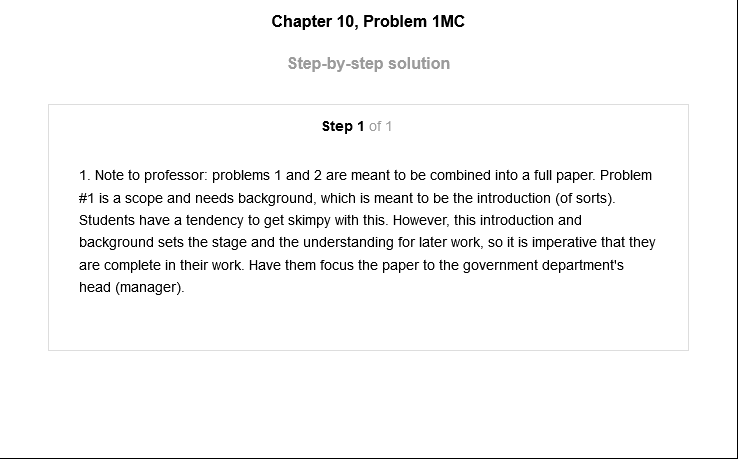 Chapter 10, Problem 1MC
Step-by-step solution
Step 1 of 1
1. Note to professor: problems 1 and 2 are meant to be combined into a full paper. Problem
#1 is a scope and needs background, which is meant to be the introduction (of sorts).
Students have a tendency to get skimpy with this. However, this introduction and
background sets the stage and the understanding for later work, so it is imperative that they
are complete in their work. Have them focus the paper to the government department's
head (manager).